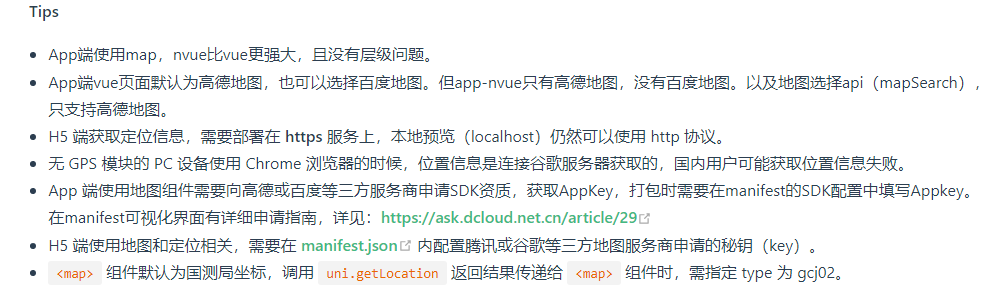 Tips
App端使用map，nvue比vue更强大，且没有层级问题。
App端vue页面默认为高德地图，也可以选择百度地图。但app-nvue只有高德地图，没有百度地图。以及地图选择api（mapSearch），
只支持高德地图。
H5 端获取定位信息，需要部署在 https 服务上，本地预览（localhost）仍然可以使用 http 协议。
无 GPS 模块的 PC 设备使用 Chrome 浏览器的时候，位置信息是连接谷歌服务器获取的，国内用户可能获取位置信息失败。
App 端使用地图组件需要向高德或百度等三方服务商申请SDK资质，获取AppKey，打包时需要在manifest的SDK配置中填写Appkey。
在manifest可视化界面有详细申请指南，详见：https://ask.dcloud.net.cn/article/29
H5 端使用地图和定位相关，需要在 manifest.json 内配置腾讯或谷歌等三方地图服务商申请的秘钥（key）。
<map> 组件默认为国测局坐标，调用 uni.getLocation 返回结果传递给 <map> 组件时，需指定 type 为 gcj02。